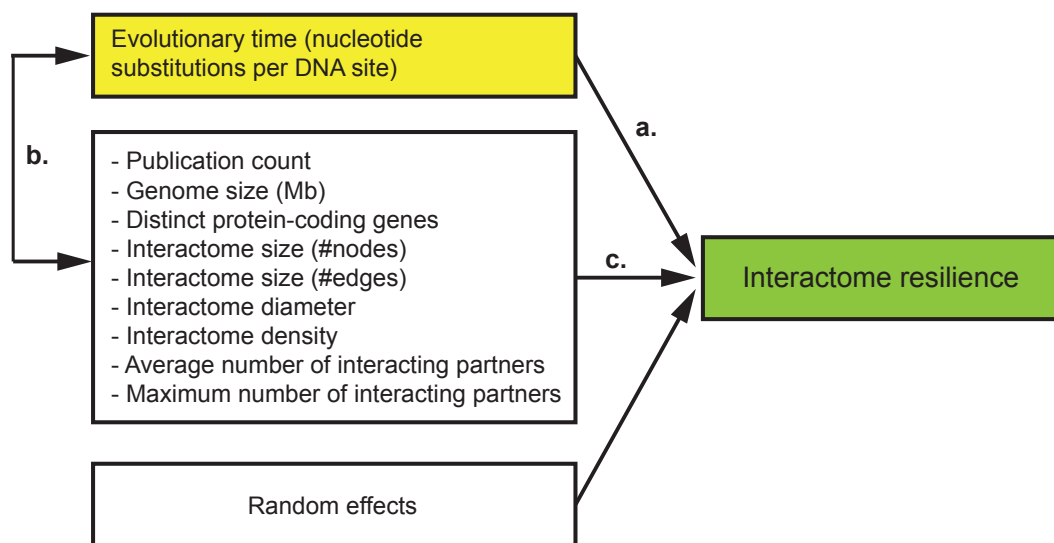 Evolutionary time (nucleotide
substitutions per DNA site)
a.
b.
- Publication count
- Genome size (Mb)
- Distinct protein-coding genes
- Interactome size (#nodes)
- Interactome size (#edges)
- Interactome diameter
- Interactome density
- Average number of interacting partners
- Maximum number of interacting partners
c.
Interactome resilience
Random effects